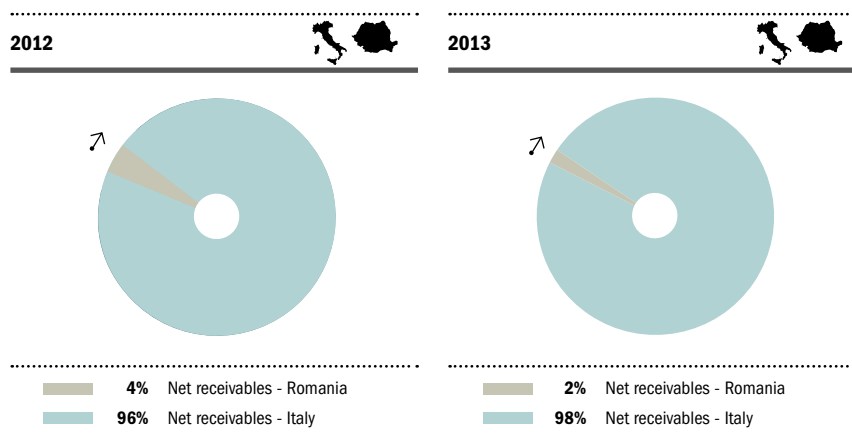 2012
4% Net receivables - Romania
96% Net receivables - Italy
2013
2% Net receivables - Romania
98% Net receivables - Italy